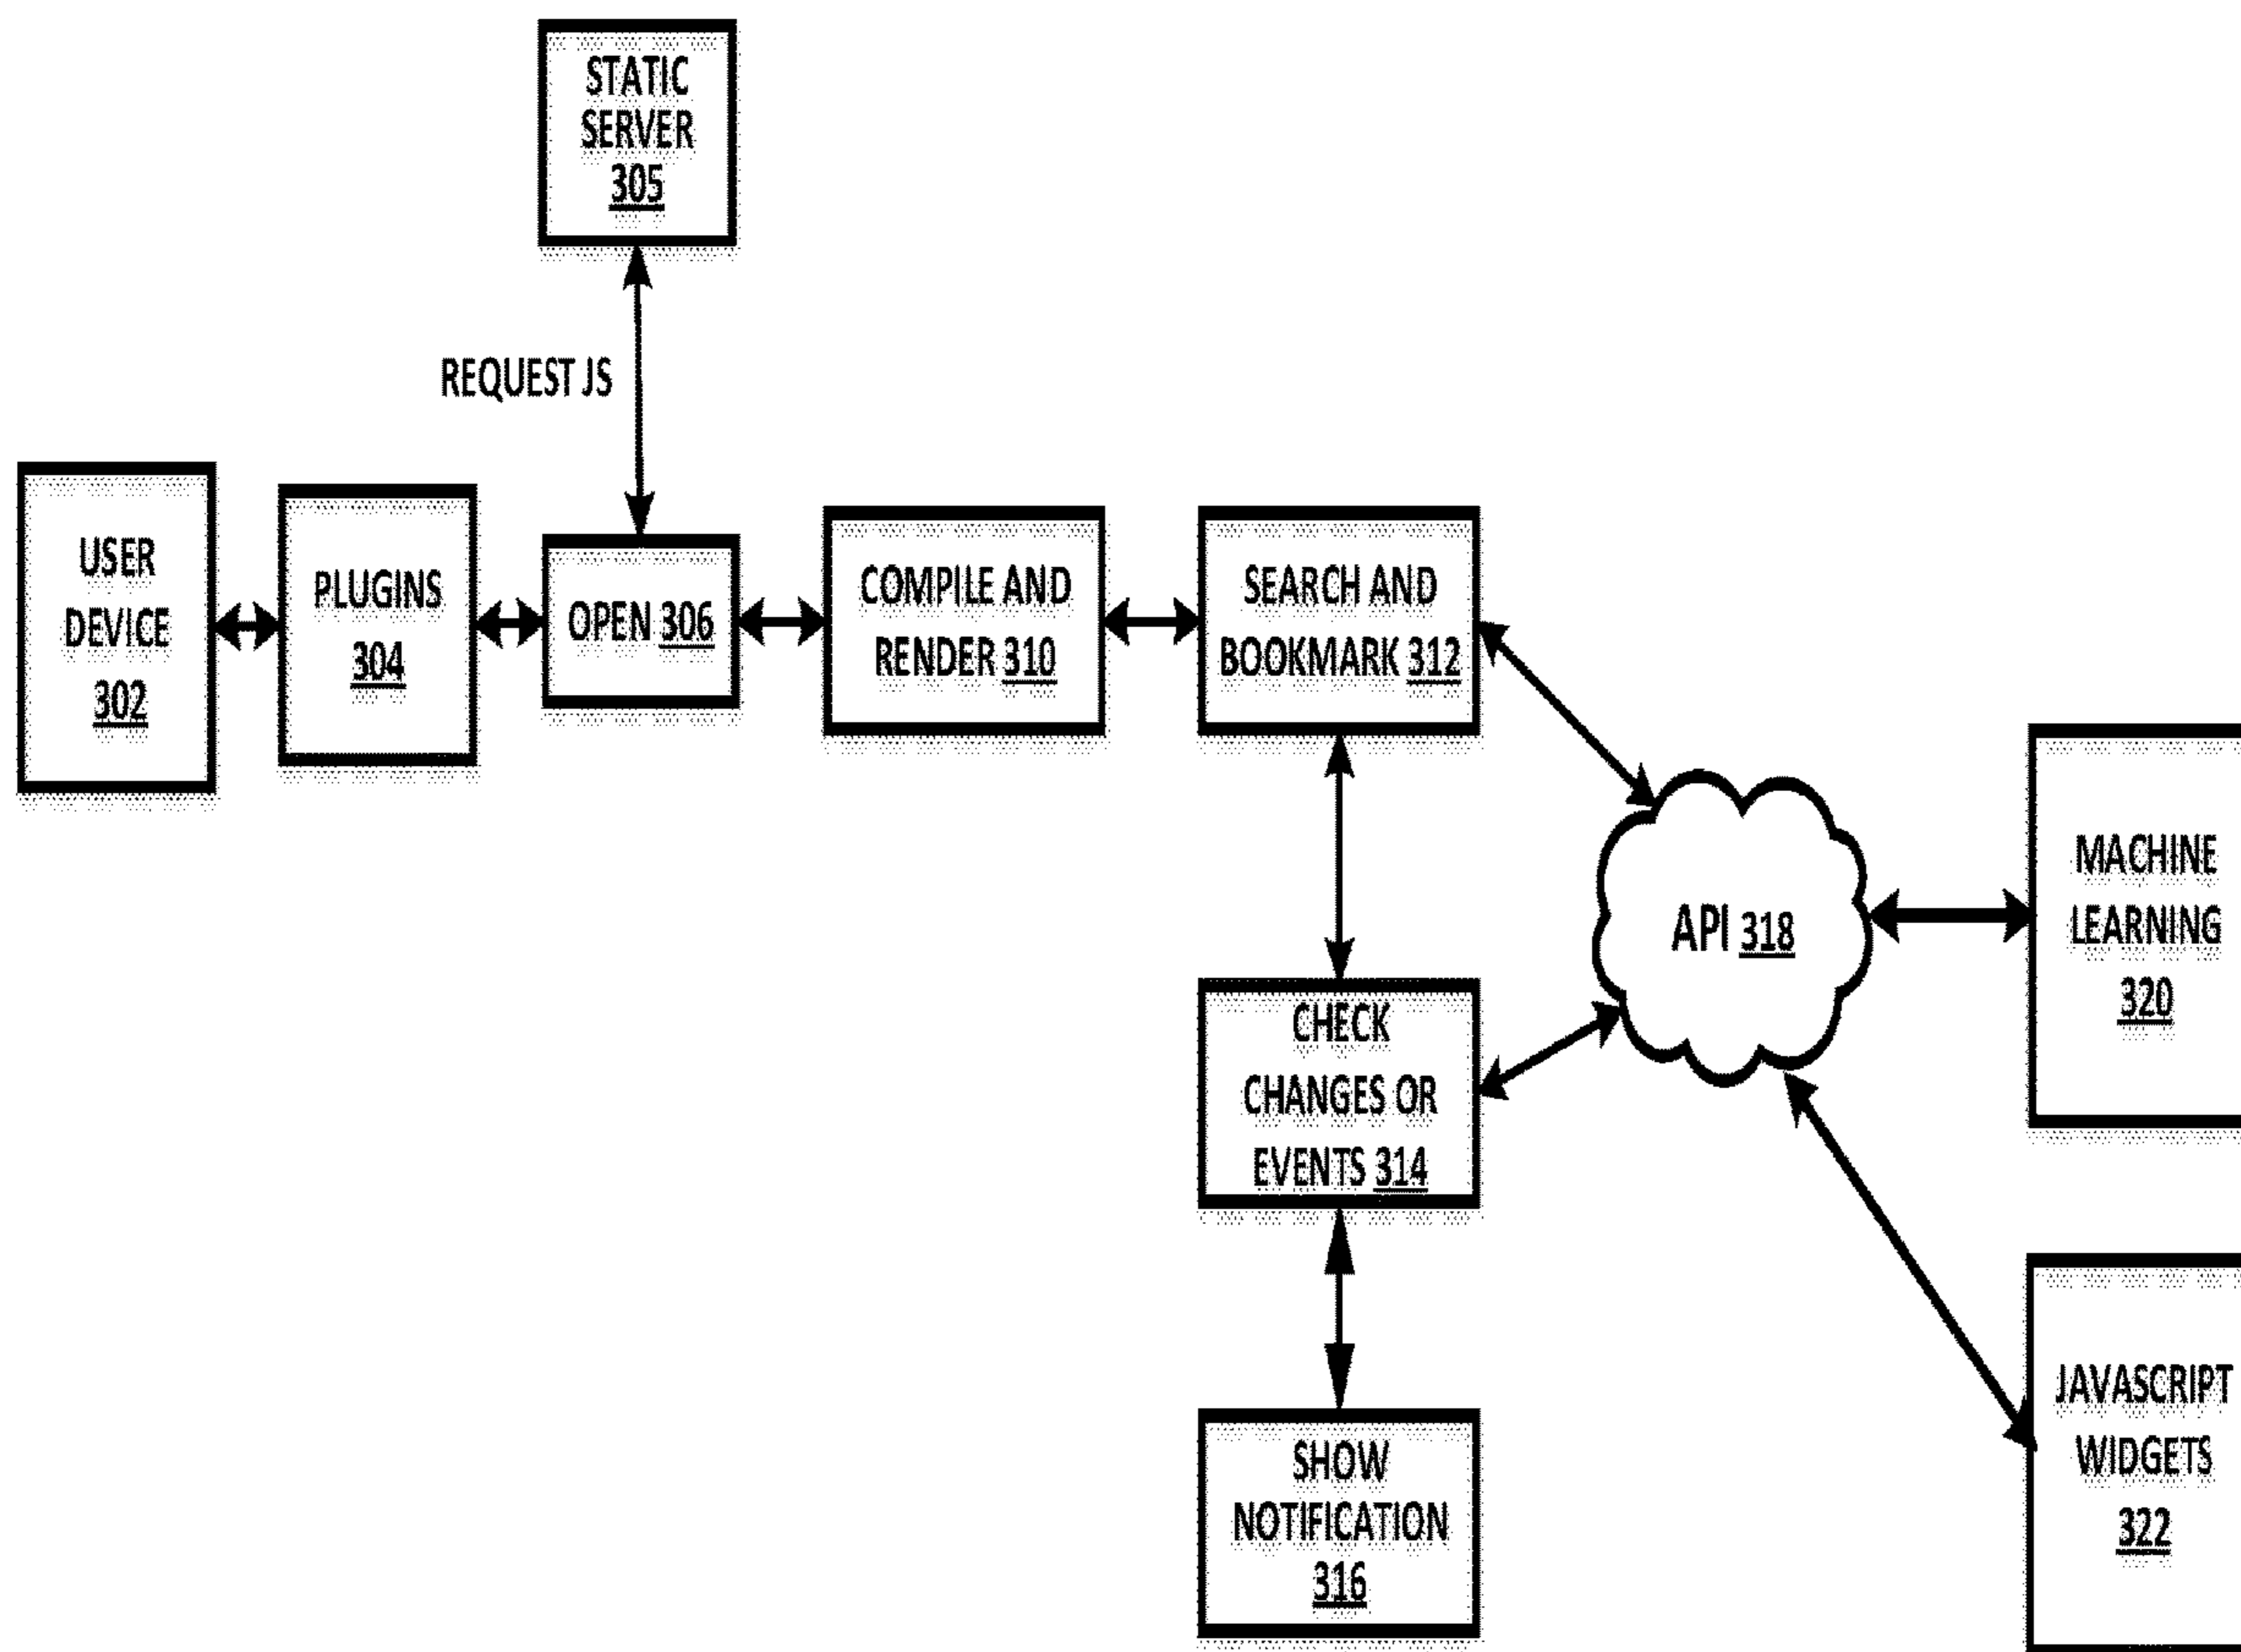 STATIC
SERVER
305
REQUEST JS
USER
DEVICE
302
PLUGINS
304
OPEN 306
COMPILE AND
RENDER 310
SEARCH AND
BOOKMARK 312
API 318
MACHINE
LEARNING
320
CHECK
CHANGES OR
EVENTS 314
SHOW
NOTIFICATION
316
JAVASCRIPT
WIDGETS
322